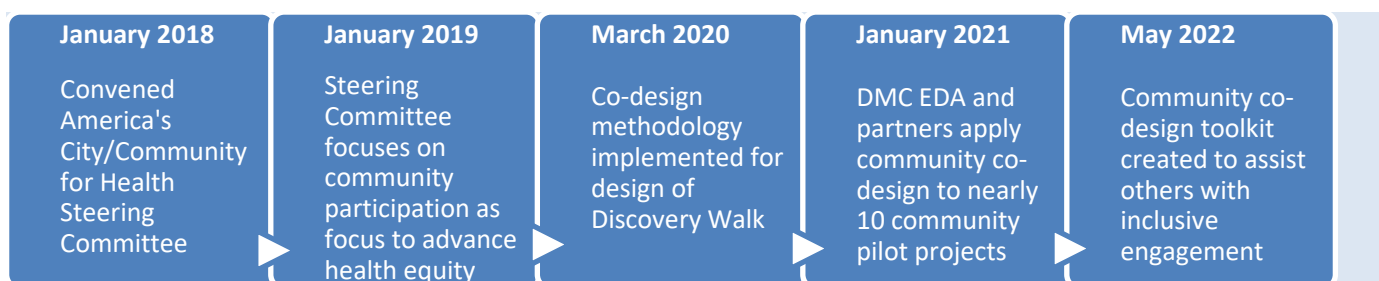 January 2018
Convened
America's
City/Community
for Health
Steering
Committee
January 2019
Steering
Committee
focuses on
community
participation as
focus to advance
health equity
March 2020
Co-design
methodology
implemented for
design of
Discovery Walk
January 2021
DMC EDA and
partners apply
community co-
design to nearly
10 community
pilot projects
May 2022
Community co-
design toolkit
created to assist
others with
inclusive
engagement